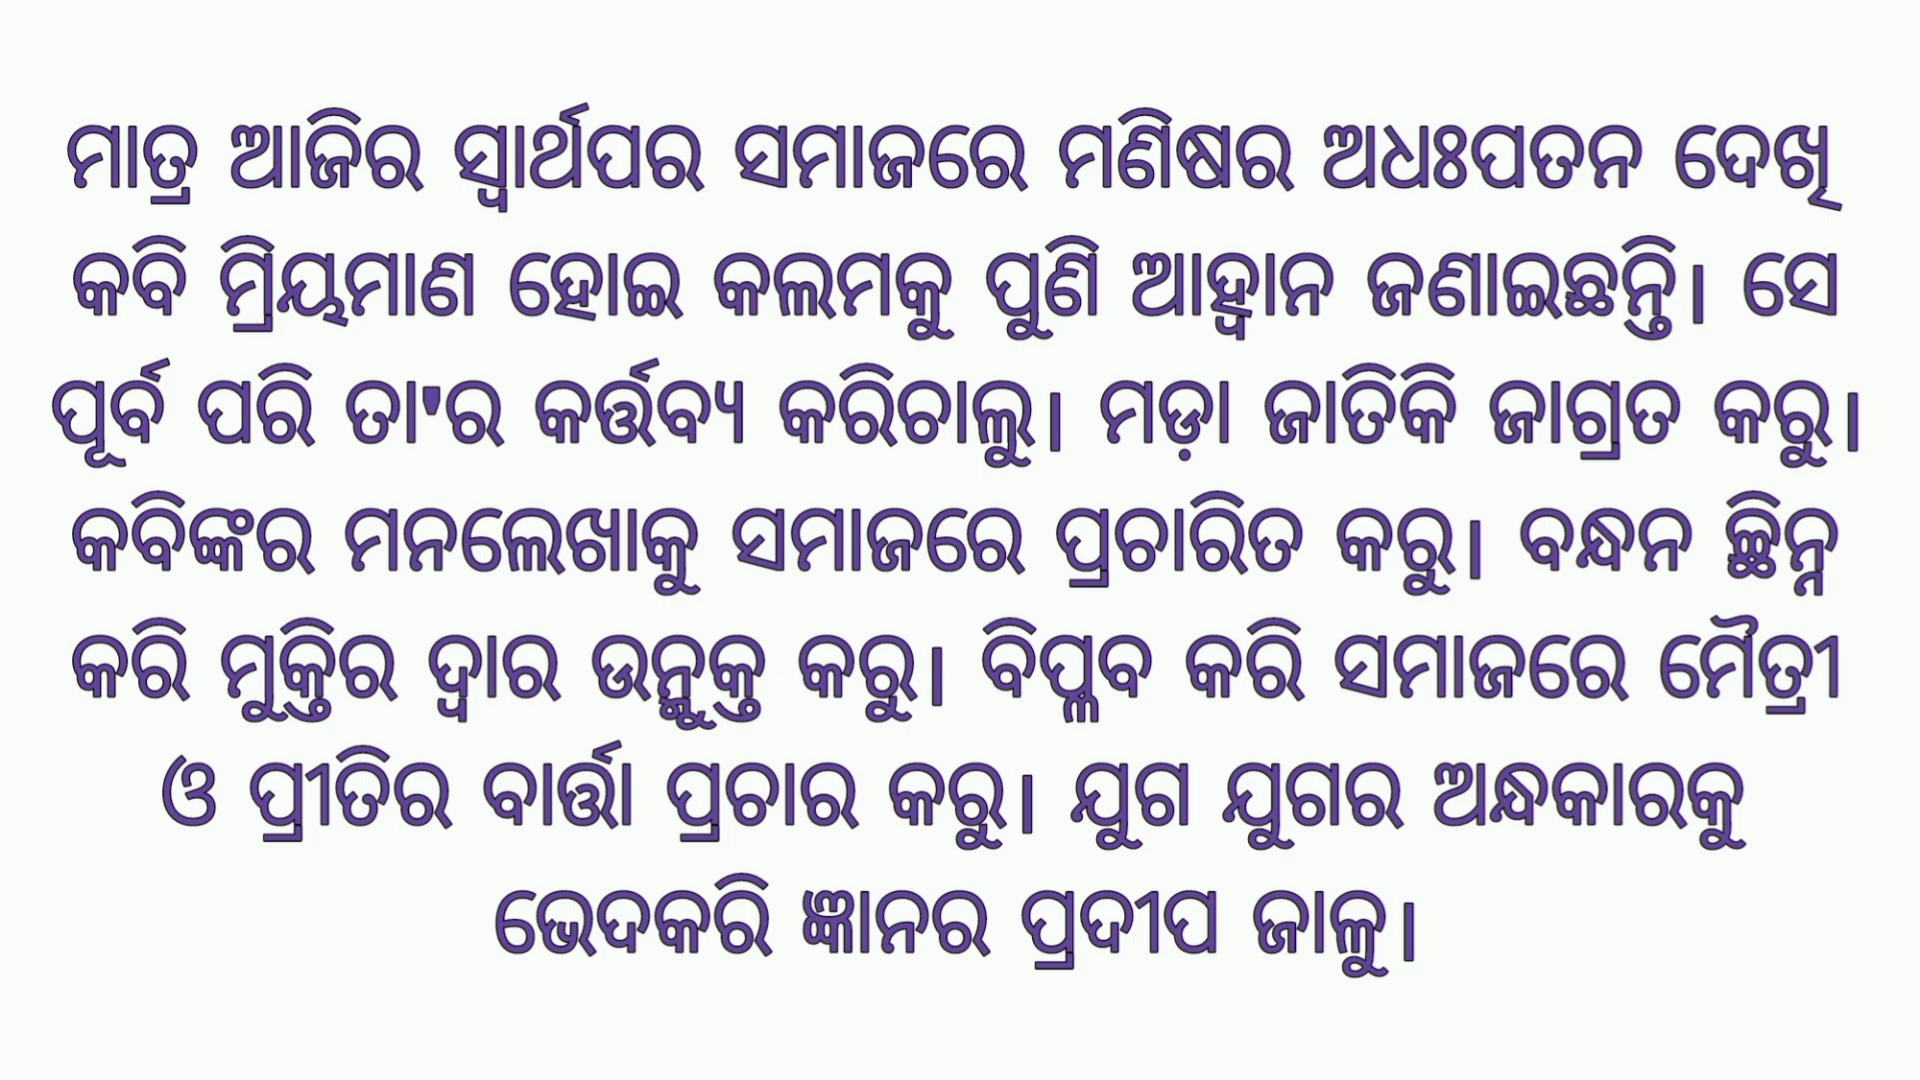 ମାତ୍ର ଆଜିର ସ୍ୱାର୍ଥପର ସମାଜରେ ମଣିଷର ଅଧଃପତନ ଦେଖି
କବି ମ୍ରିୟମାଣ ହୋଇ କଲମକୁ ପୁଣି ଆହ୍ୱାନ ଜଣାଇଛନ୍ତି। ସେ
ପୂର୍ବ ପରି ତା'ର କର୍ତ୍ତବ୍ୟ କରିଚାଲୁ। ମଡ଼ା ଜାତିକି ଜାଗ୍ରତ କରୁ।
କବିଙ୍କର ମନଲେଖାକୁ ସମାଜରେ ପ୍ରଚାରିତ କରୁ। ବନ୍ଧନ ଚ୍ଛିନ୍ନ
କରି ମୁକ୍ତିର ଦ୍ୱାର ଉନ୍ମୁକ୍ତ କରୁ। ବିପ୍ଳବ କରି ସମାଜରେ ମୈତ୍ରୀ
ଓ ପ୍ରୀତିର ବାର୍ତ୍ତା ପ୍ରଚାର କରୁ। ଯୁଗ ଯୁଗର ଅନ୍ଧକାରକୁ
ଭେଦକରି ଜ୍ଞାନର ପ୍ରଦୀପ ଜାଳୁ।